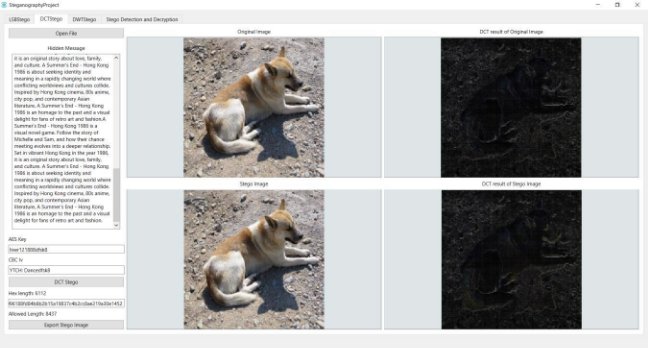 SteganographyProject
LSBStego DCTStego DWTStego Stego Detection and Decryption
Open File
Hidden Message
it is an original story about love, family,
and culture. A Summer's End - Hong Kong
1986 is about seeking identity and
meaning in a rapidly changing world where
conflicting worldviews and cultures collide.
Inspired by Hong Kong cinema, 80s anime,
city pop, and contemporary Asian
literature. A Summer's End - Hong Kong
1986 is an homage to the past and a visual
delight for fans of retro art and fashion.A
Summer's End - Hong Kong 1986 is a
visual novel game. Follow the story of
Michelle and Sam, and how their chance
meeting evolves into a deeper relationship.
Set in vibrant Hong Kong in the year 1986,
it is an original story about love, family,
and culture. A Summer's End - Hong Kong
1986 is about seeking identity and
meaning in a rapidly changing world where
conflicting worldviews and cultures collide.
Inspired by Hong Kong cinema, 80s anime,
city pop, and contemporary Asian
literature. A Summer's End - Hong Kong
1986 is an homage to the past and a visual
delight for fans of retro art and fashion.
AES Key
CBC Iv
DCT Stego
Hex length: 5112
Allowed Length: 8437
Export Stego Image
Original Image
DCT result of Original Image
Stego Image
DCT result of Stego Image